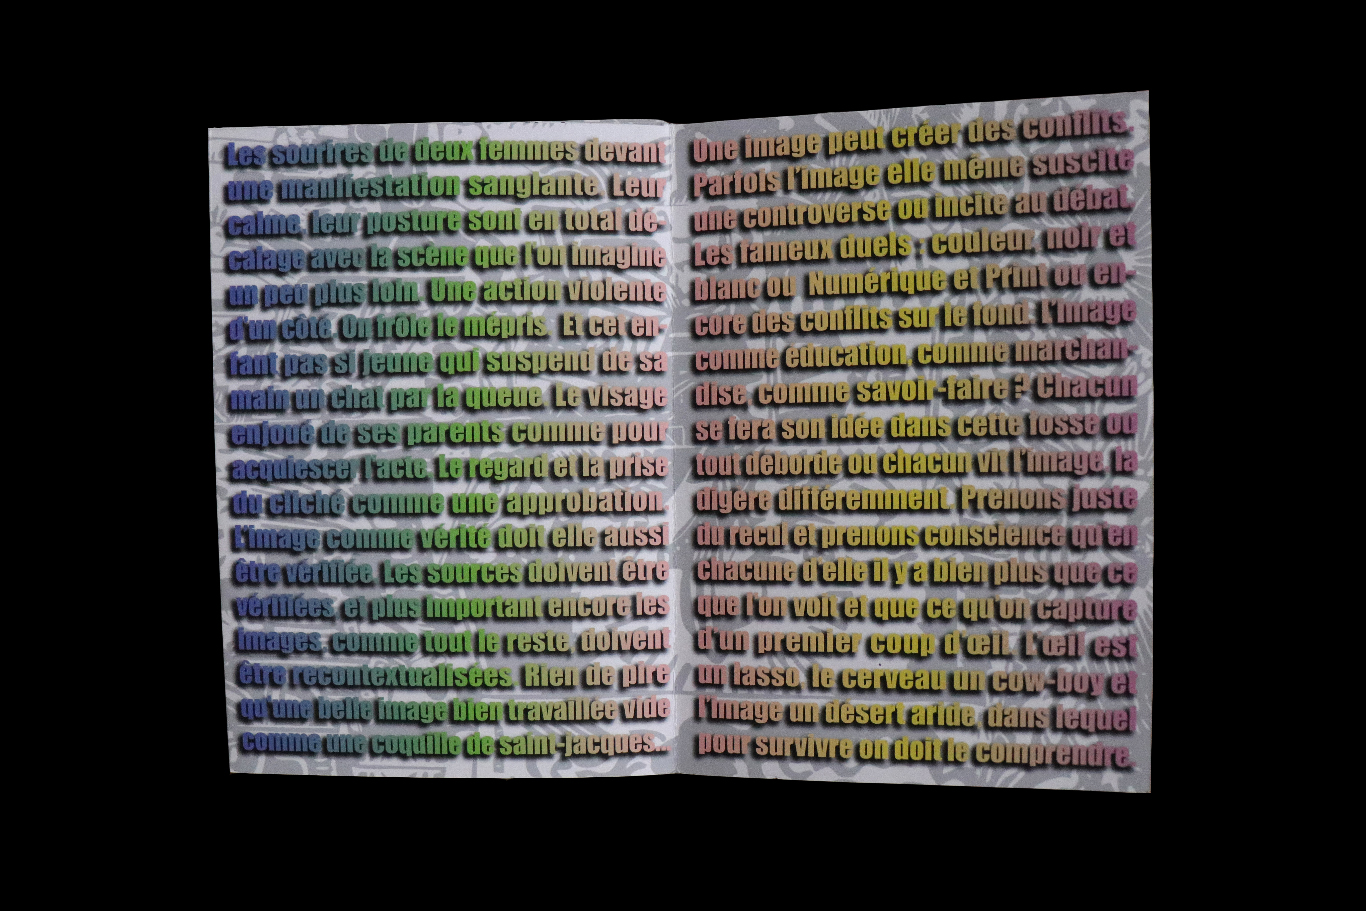 Les sourires de deux femmes devant
une manifestation sanglante. Leur
calme, leur posture sont en total dé-
calage avec la scène que l'on imagine
un peu plus loin. Une action violente
d'un côté. On frôle le mépris.  Et cet en-
fant pas si jeune qui suspend de sa
main un chat par la queue. Le visage
enjoué de ses parents comme pour
acquiescer l'acte. Le regard et la prise
du cliché comme une approbation.
L'image comme vérité doit elle aussi
être vérifiée. Les sources doivent être
vérifiées, et plus important encore les
images, comme tout le reste, doivent
être recontextualisées. Rien de pire
qu'une belle image bien travaillée vide
comme une coquille de saint-jacques...
Une image peut créer des conflits.
Parfois l'image elle même suscite
une controverse ou incite au débat.
Les fameux duels : couleur, noir et
blanc ou  Numérique et Print ou en-
core des conflits sur le fond. L'image
comme éducation, comme marchan-
dise, comme savoir-faire ? Chacun
se fera son idée dans cette fosse ou
tout déborde ou chacun vit l'image, la
digère différemment. Prenons juste
du recul et prenons conscience qu'en
chacune d'elle il y a bien plus que ce
que l'on voit et que ce qu'on capture
d'un premier coup d'œil. L'œil est
un lasso, le cerveau un cow-boy et
l'image un désert aride, dans lequel
pour survivre on doit le comprendre.